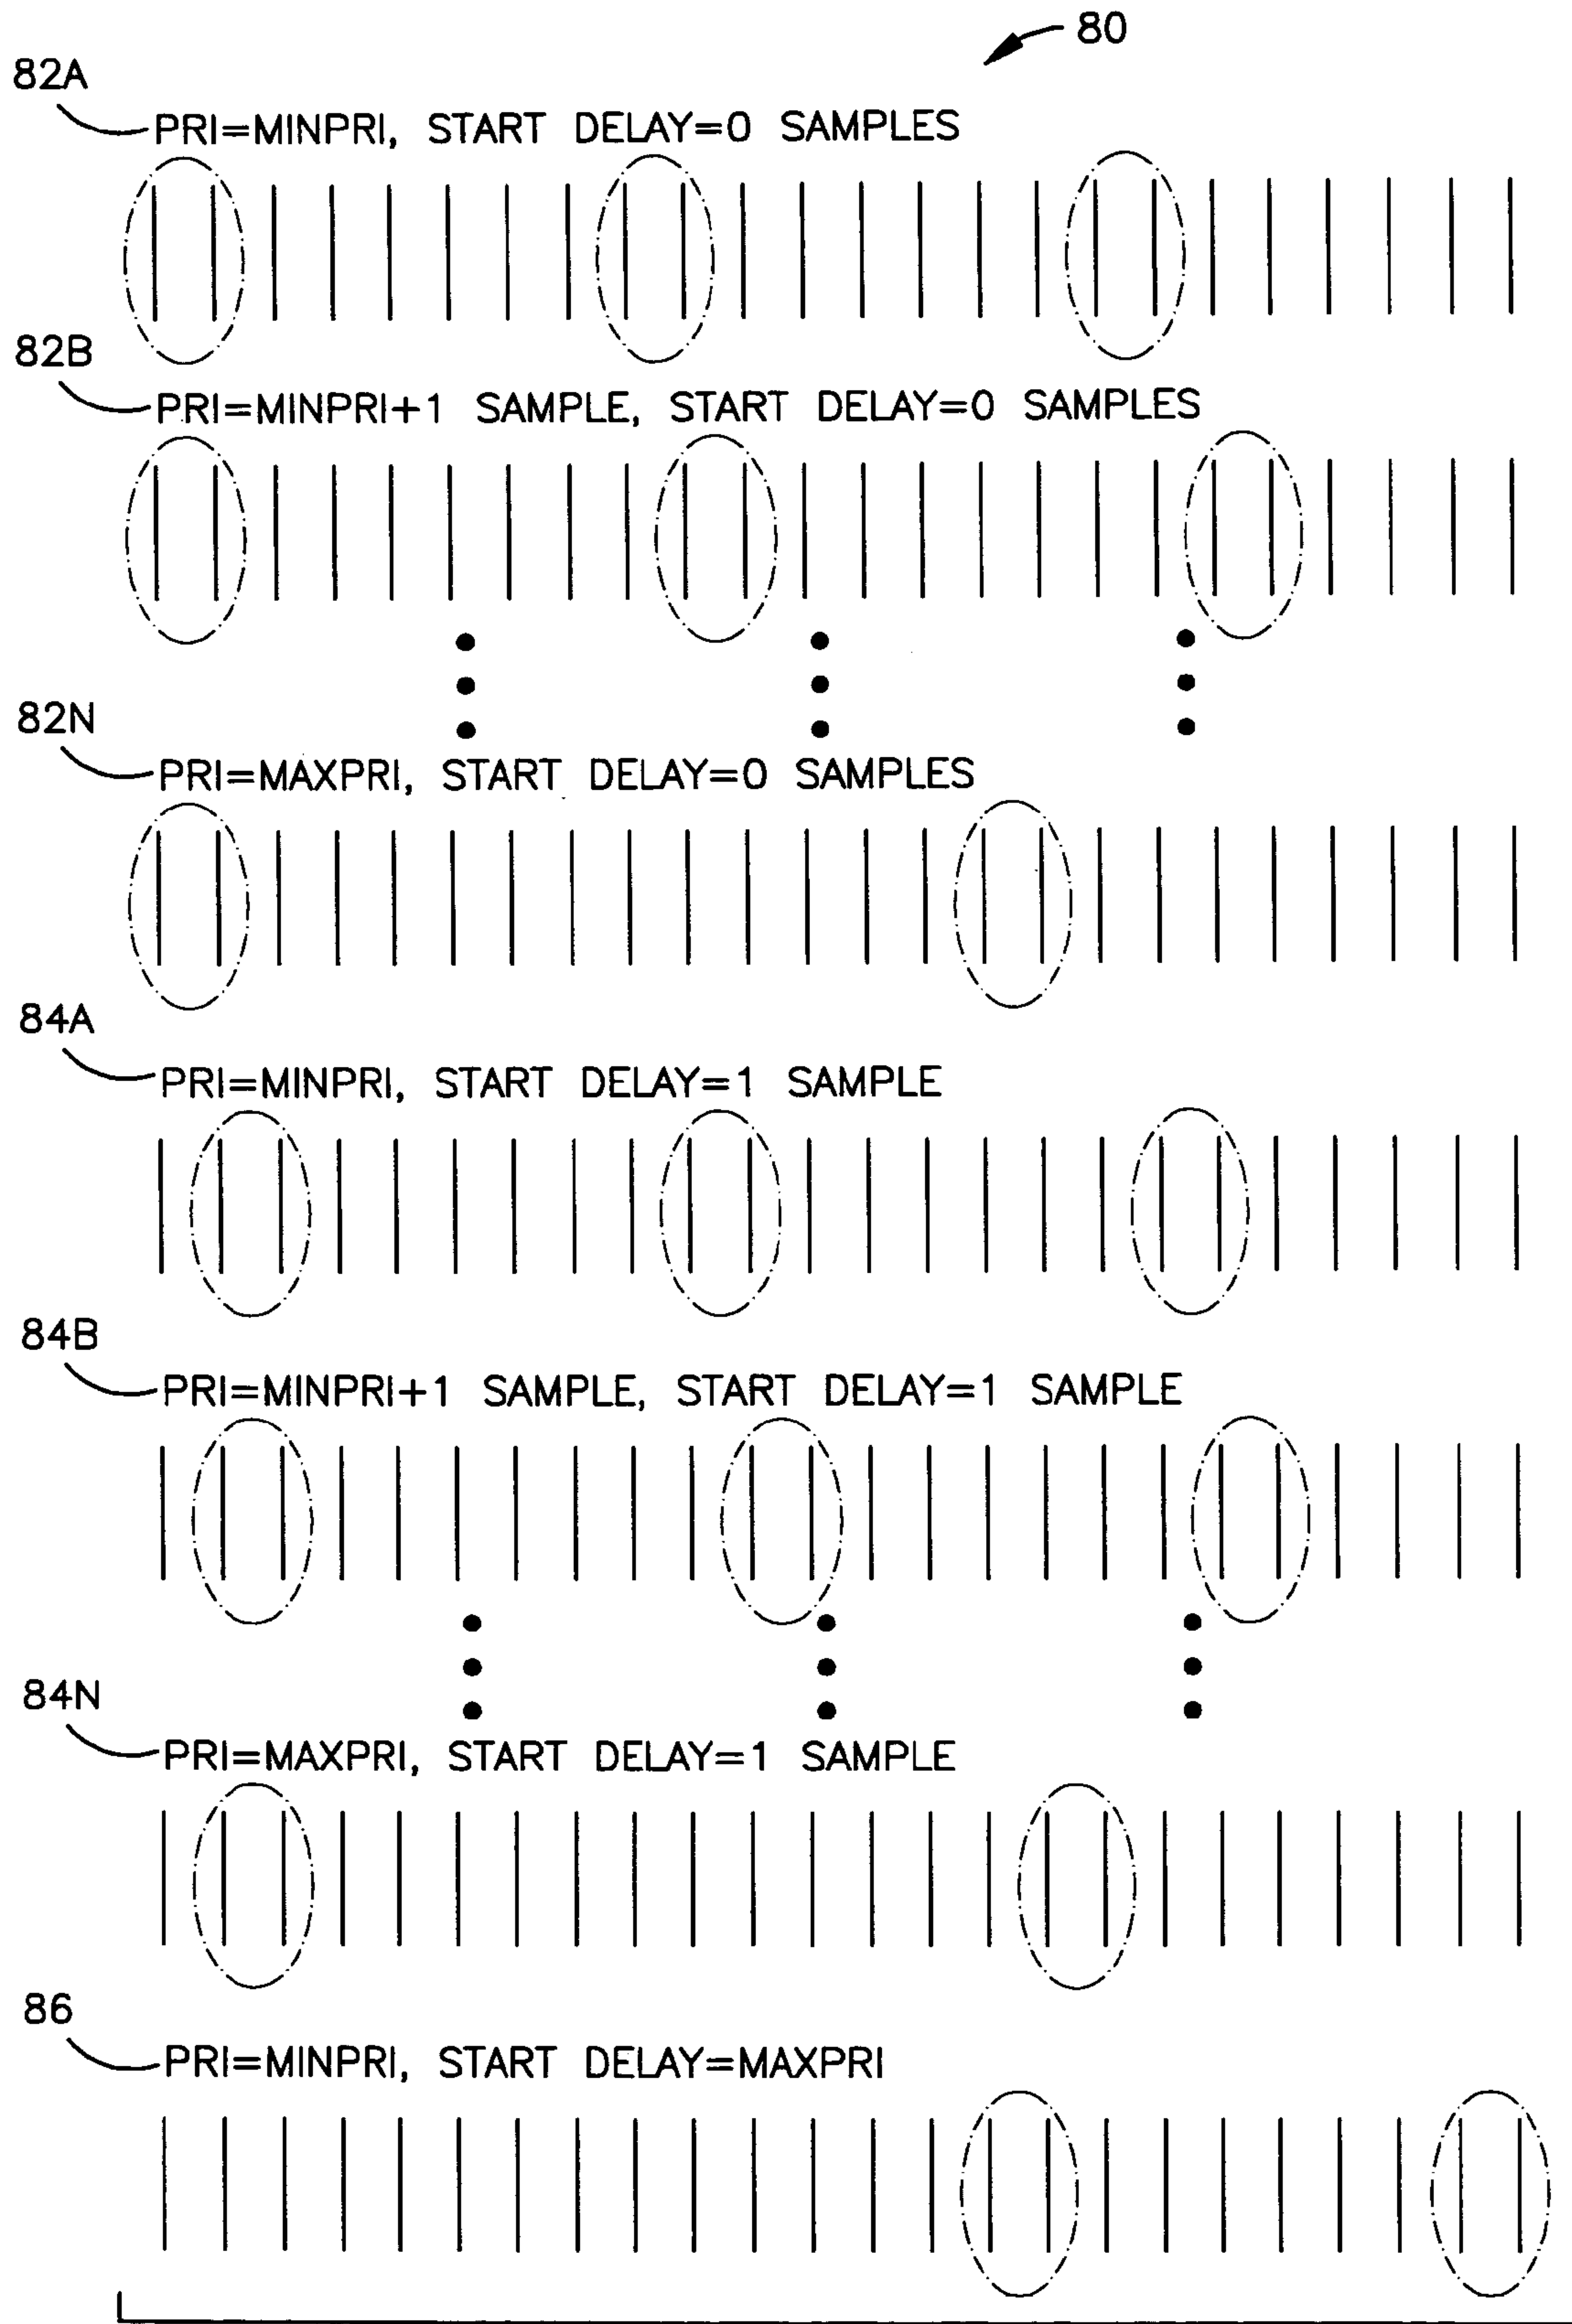 80
82A
PRI=MINPRI, START DELAY=0 SAMPLES
82B
PRI=MINPRI+1 SAMPLE, START DELAY=0 SAMPLES
82N
PRI=MAXPRI, START DELAY=0 SAMPLES
84A
PRI=MINPRI, START DELAY=1 SAMPLE
84B
PRI=MINPRI+1 SAMPLE, START DELAY=1 SAMPLE
84N
PRI=MAXPRI, START DELAY=1 SAMPLE
86
PRI=MINPRI, START DELAY=MAXPRI